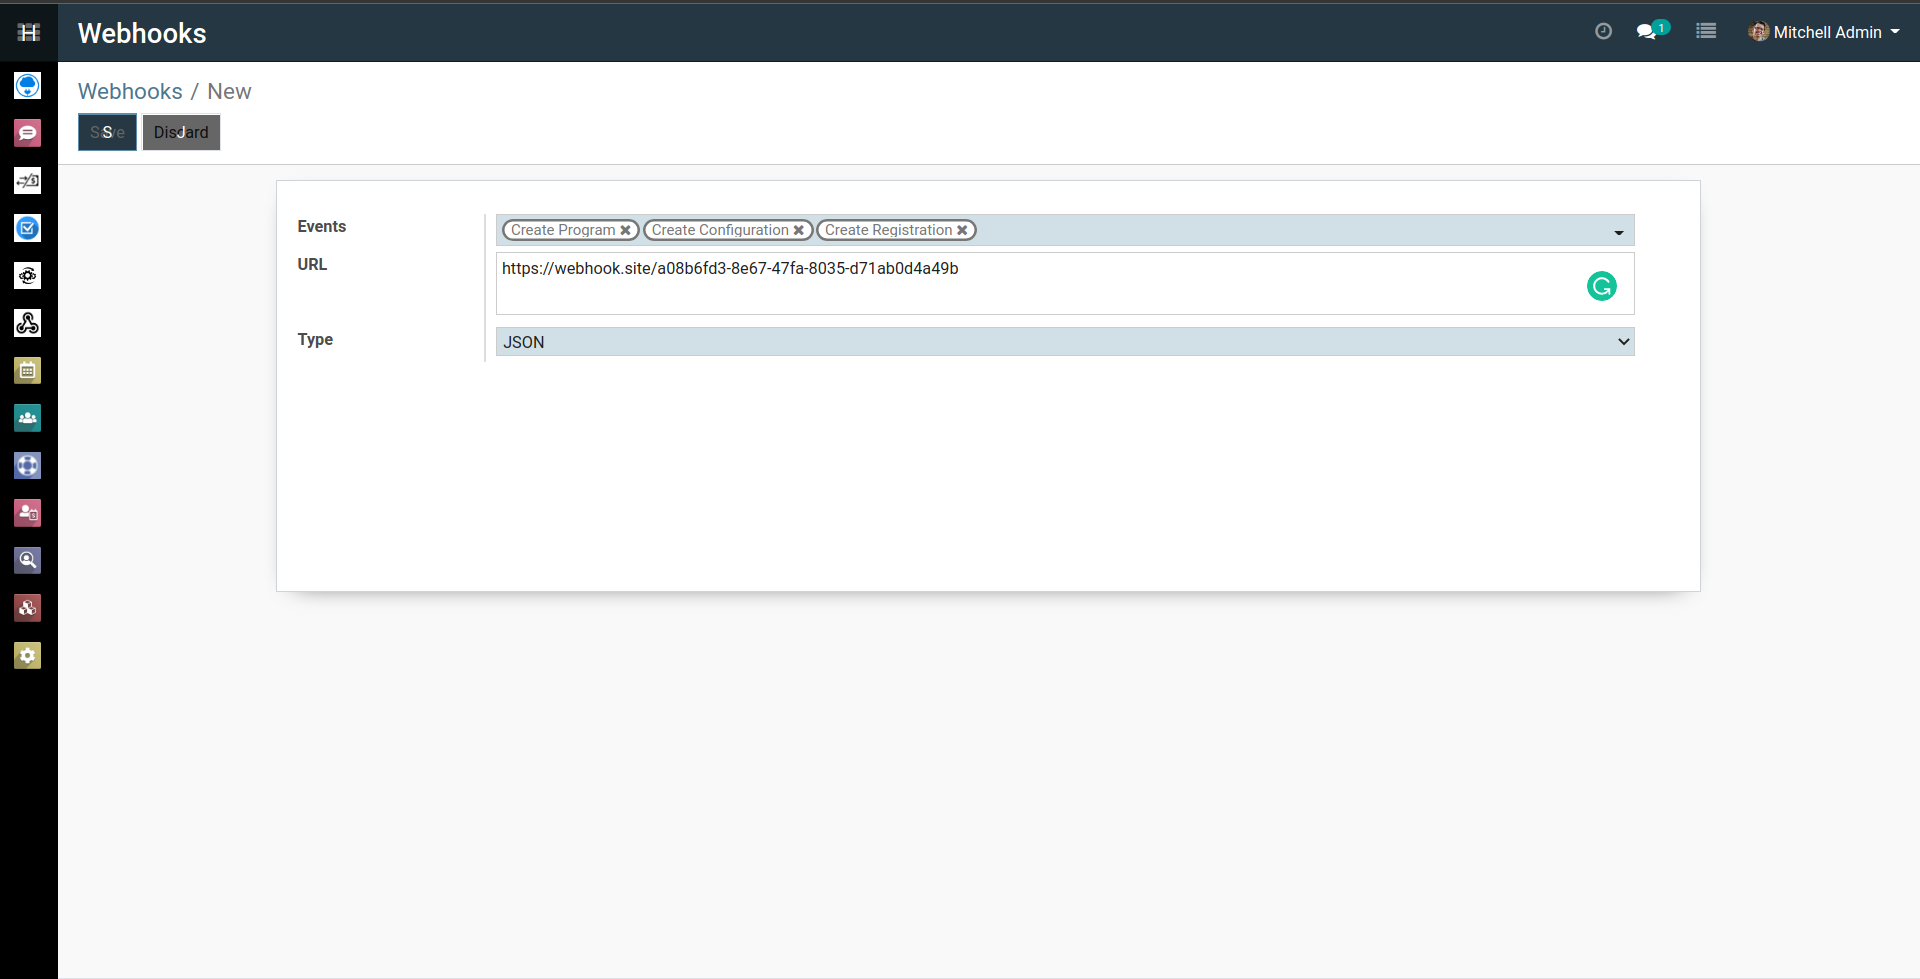 H
Webhooks
1
Mitchell Admin
Webhooks / New
Save
S
Discard
J
Events
Create Program
Create Configuration
Create Registration
URL
https://webhook.site/a08b6fd3-8e67-47fa-8035-d71ab0d4a49b
Type
JSON